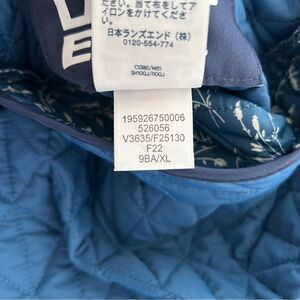 さい。当て布をしてア
イロンをかけてくださ
い。
日本ランズエンド（株）
0120-554-774
195926750006
526056
V3635/F25130
F22
9BA/XL